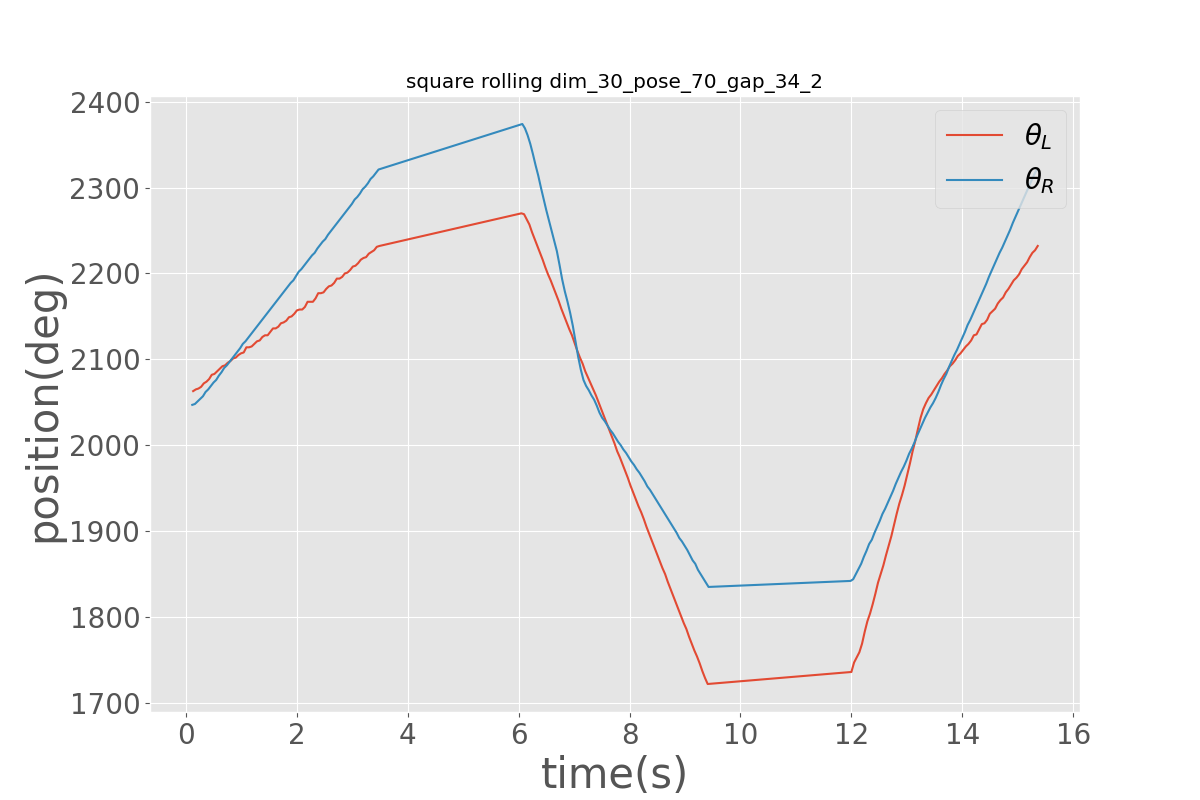 square rolling dim_30_pose_70_gap_34_2
2400
2300
2200
2100
2000
1900
1800
1700
position(deg)
θL
θR
0 2 4 6 8 10 12 14 16
time(s)